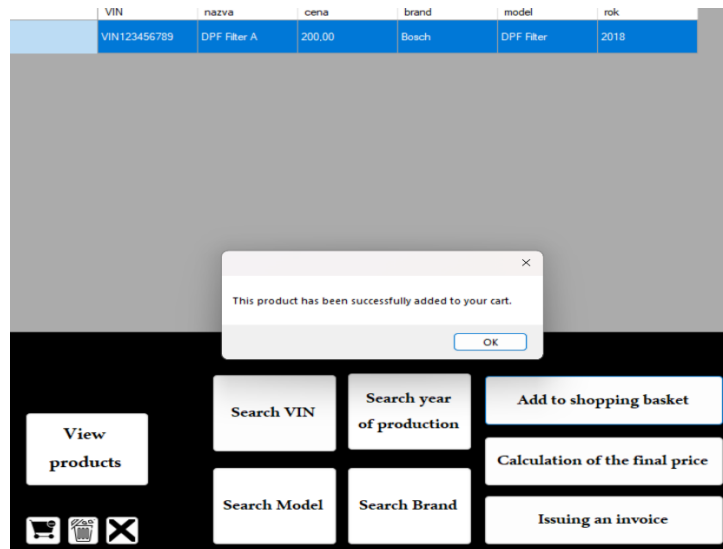 VIN nazva cena brand model rok
VIN123456789 DPF Filter A 200,00 Bosch DPF Filter 2018
This product has been successfully added to your cart.
OK
View
products
Search VIN
Search year
of production
Add to shopping basket
Calculation of the final price
Search Model
Search Brand
Issuing an invoice